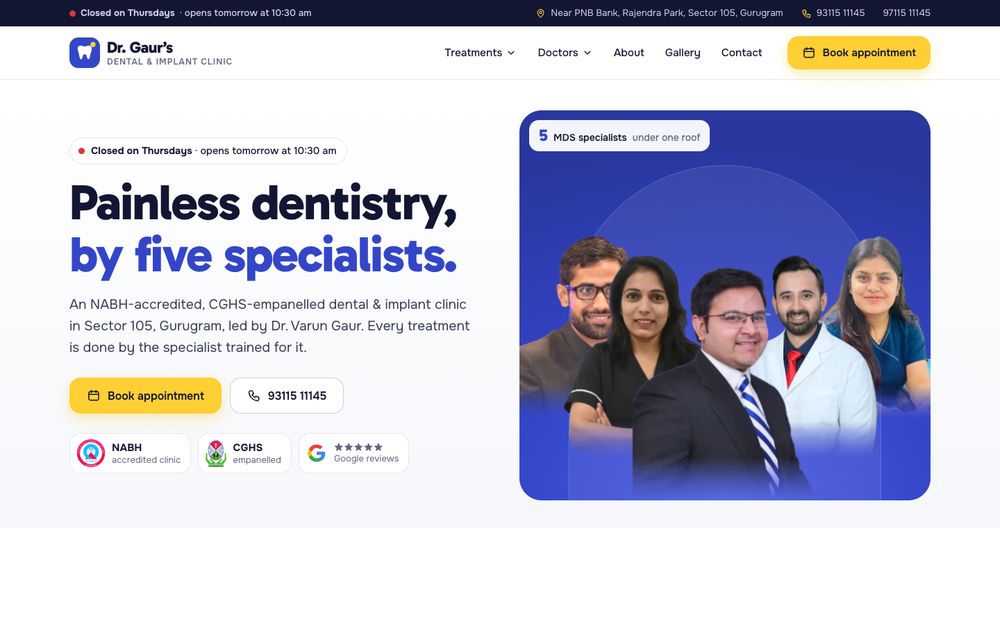 Closed on Thursdays · opens tomorrow at 10:30 am
Near PNB Bank, Rajendra Park, Sector 105, Gurugram
93115 11145
97115 11145
Dr. Gaur's
DENTAL & IMPLANT CLINIC
Treatments
Doctors
About
Gallery
Contact
Book appointment
Closed on Thursdays · opens tomorrow at 10:30 am
Painless dentistry,
by five specialists.
An NABH-accredited, CGHS-empanelled dental & implant clinic
in Sector 105, Gurugram, led by Dr. Varun Gaur. Every treatment
is done by the specialist trained for it.
Book appointment
93115 11145
NABH
accredited clinic
CGHS
empanelled
Google reviews
5 MDS specialists under one roof